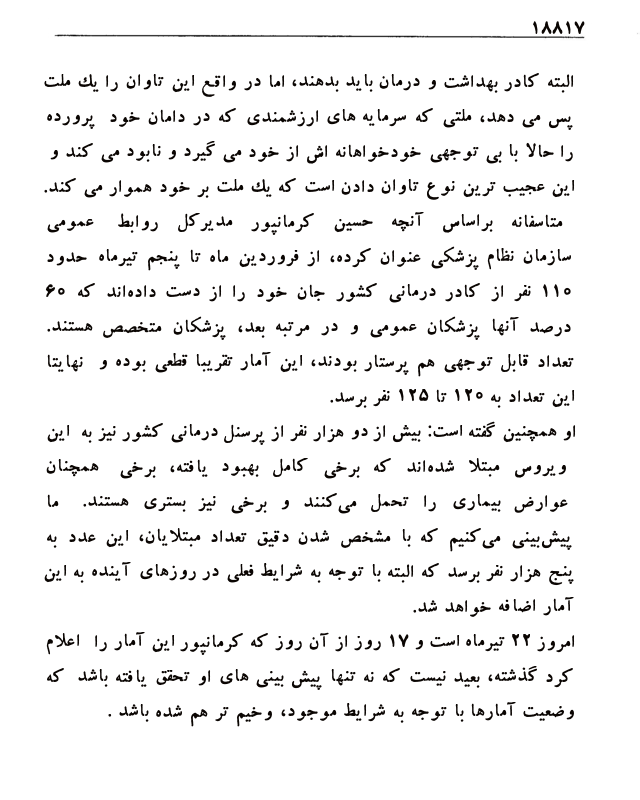 ۱۸۸۱۷
البته کادر بهداشت و درمان باید بدهند، اما در واقع این تاوان را یك ملت
پس می دهد، ملتی که سرمایه های ارزشمندی که در دامان خود پرورده
را حالا با بی توجهی خودخواهانه اش از خود می گیرد و نابود می کند و
این عجیب ترین نوع تاوان دادن است که یك ملت بر خود هموار می کند.
متاسفانه براساس آنچه حسین کرمانپور مدیرکل روابط عمومی
سازمان نظام پزشکی عنوان کرده، از فروردین ماه تا پنجم تیرماه حدود
۱۱۰ نفر از کادر درمانی کشور جان خود را از دست داده‌اند که ۶۰
درصد آنها پزشکان عمومی و در مرتبه بعد، پزشکان متخصص هستند.
تعداد قابل توجهی هم پرستار بودند، این آمار تقریبا قطعی بوده و نهایتا
این تعداد به ۱۲۰ تا ۱۲۵ نفر برسد.
او همچنین گفته است: بیش از دو هزار نفر از پرسنل درمانی کشور نیز به این
ویروس مبتلا شده‌اند که برخی کامل بهبود یافته، برخی همچنان
عوارض بیماری را تحمل می‌کنند و برخی نیز بستری هستند. ما
پیش‌بینی می‌کنیم که با مشخص شدن دقیق تعداد مبتلایان، این عدد به
پنج هزار نفر برسد که البته با توجه به شرایط فعلی در روزهای آینده به این
آمار اضافه خواهد شد.
امروز ۲۲ تیرماه است و ۱۷ روز از آن روز که کرمانپور این آمار را اعلام
کرد گذشته، بعید نیست که نه تنها پیش بینی های او تحقق یافته باشد که
وضعیت آمارها با توجه به شرایط موجود، وخیم تر هم شده باشد .